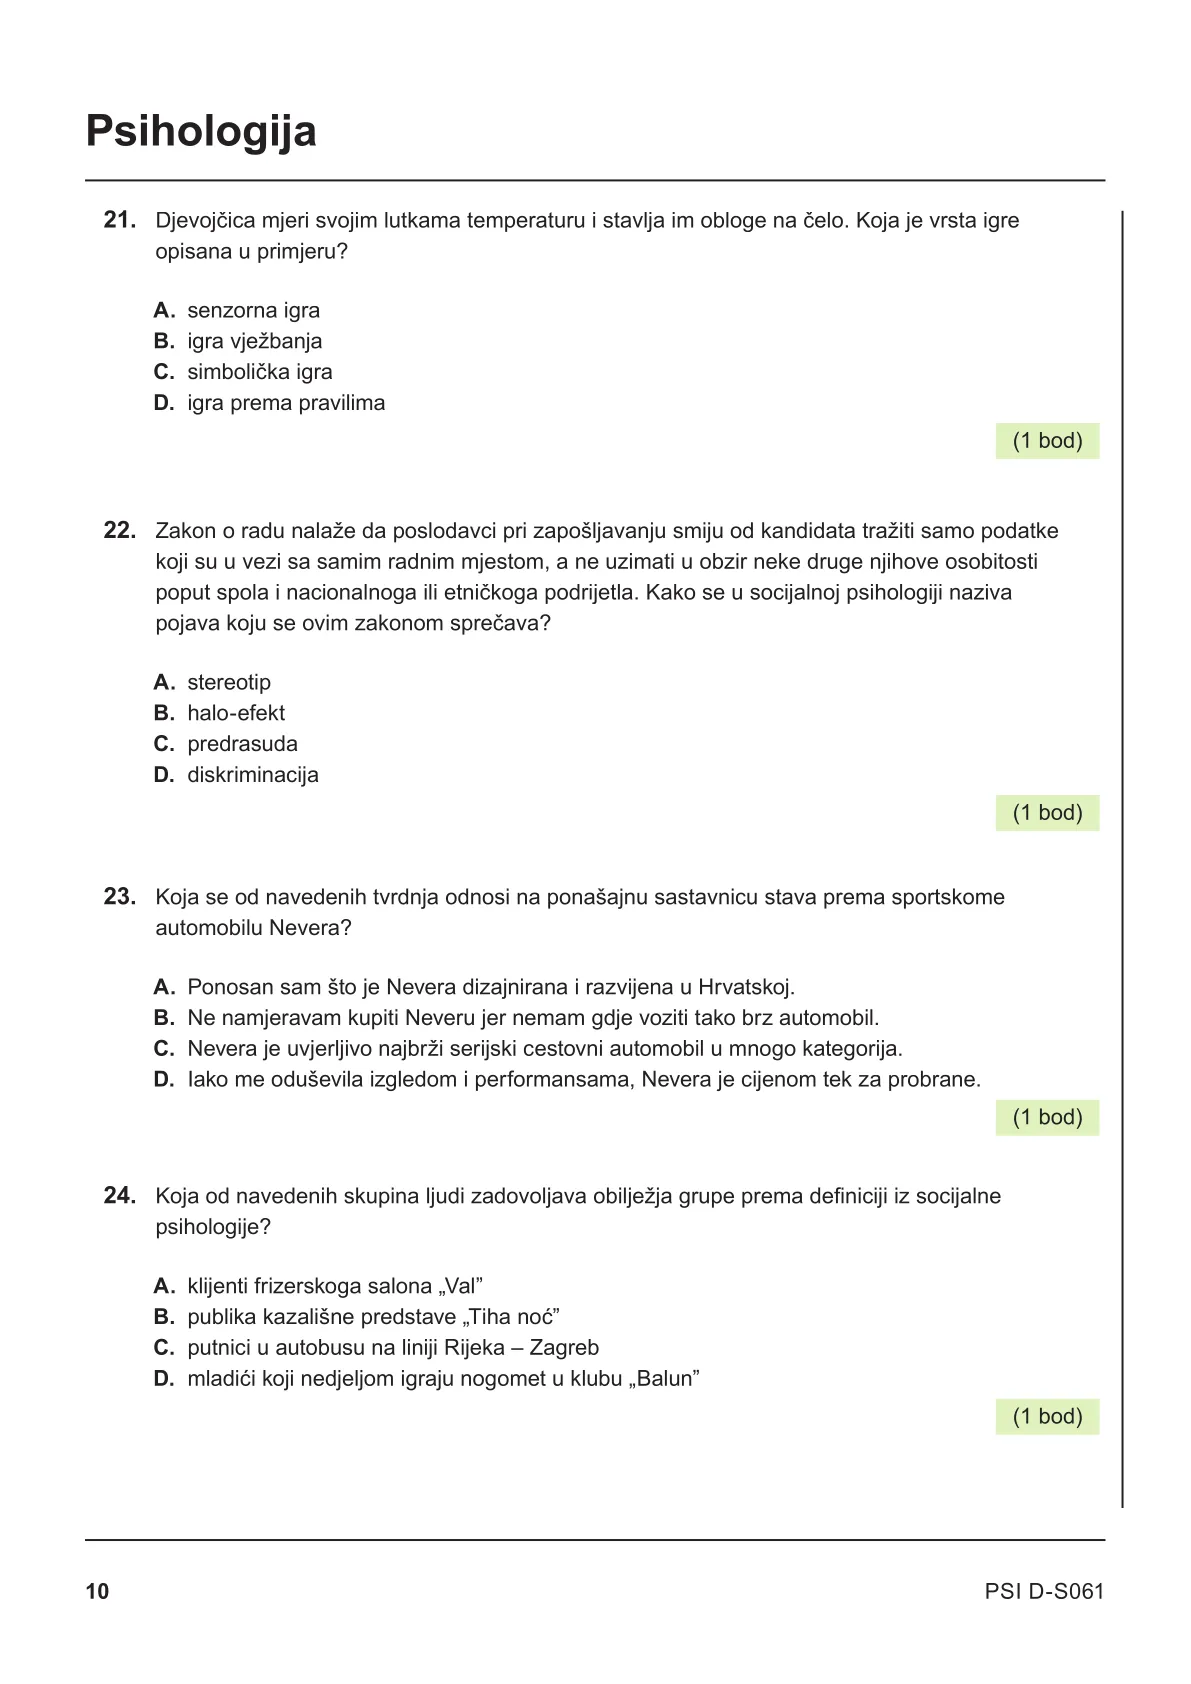 Psihologija
21. Djevojčica mjeri svojim lutkama temperaturu i stavlja im obloge na čelo. Koja je vrsta igre
opisana u primjeru?
A. senzorna igra
B. igra vježbanja
C. simbolička igra
D. igra prema pravilima
(1 bod)
22. Zakon o radu nalaže da poslodavci pri zapošljavanju smiju od kandidata tražiti samo podatke
koji su u vezi sa samim radnim mjestom, a ne uzimati u obzir neke druge njihove osobitosti
poput spola i nacionalnoga ili etničkoga podrijetla. Kako se u socijalnoj psihologiji naziva
pojava koju se ovim zakonom sprečava?
A. stereotip
B. halo-efekt
C. predrasuda
D. diskriminacija
(1 bod)
23. Koja se od navedenih tvrdnja odnosi na ponašajnu sastavnicu stava prema sportskome
automobilu Nevera?
A. Ponosan sam što je Nevera dizajnirana i razvijena u Hrvatskoj.
B. Ne namjeravam kupiti Neveru jer nemam gdje voziti tako brz automobil.
C. Nevera je uvjerljivo najbrži serijski cestovni automobil u mnogo kategorija.
D. Iako me oduševila izgledom i performansama, Nevera je cijenom tek za probrane.
(1 bod)
24. Koja od navedenih skupina ljudi zadovoljava obilježja grupe prema definiciji iz socijalne
psihologije?
A. klijenti frizerskoga salona „Val”
B. publika kazališne predstave „Tiha noć”
C. putnici u autobusu na liniji Rijeka – Zagreb
D. mladići koji nedjeljom igraju nogomet u klubu „Balun”
(1 bod)
10
PSI D-S061